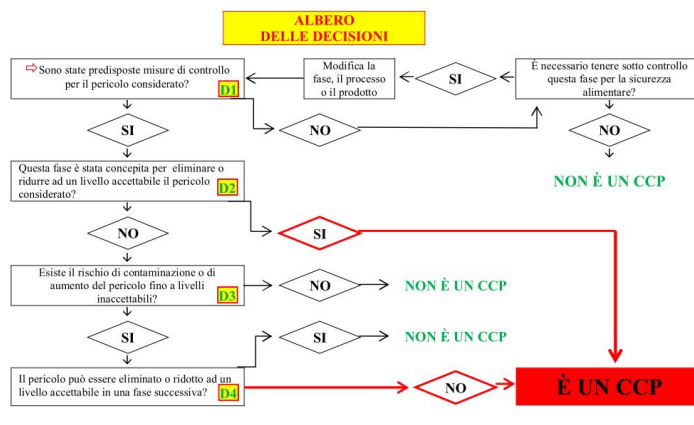 ALBERO
DELLE DECISIONI
⇨Sono state predisposte misure di controllo
per il pericolo considerato?
D1
Modifica la
fase, il processo
o il prodotto
SI
È necessario tenere sotto controllo
questa fase per la sicurezza
alimentare?
SI
NO
NO
NON È UN CCP
Questa fase è stata concepita per eliminare o
ridurre ad un livello accettabile il pericolo
considerato?
D2
NO
SI
Esiste il rischio di contaminazione o di
aumento del pericolo fino a livelli
inaccettabili?
D3
NO
NON È UN CCP
SI
SI
NON È UN CCP
Il pericolo può essere eliminato o ridotto ad un
livello accettabile in una fase successiva?
D4
NO
È UN CCP